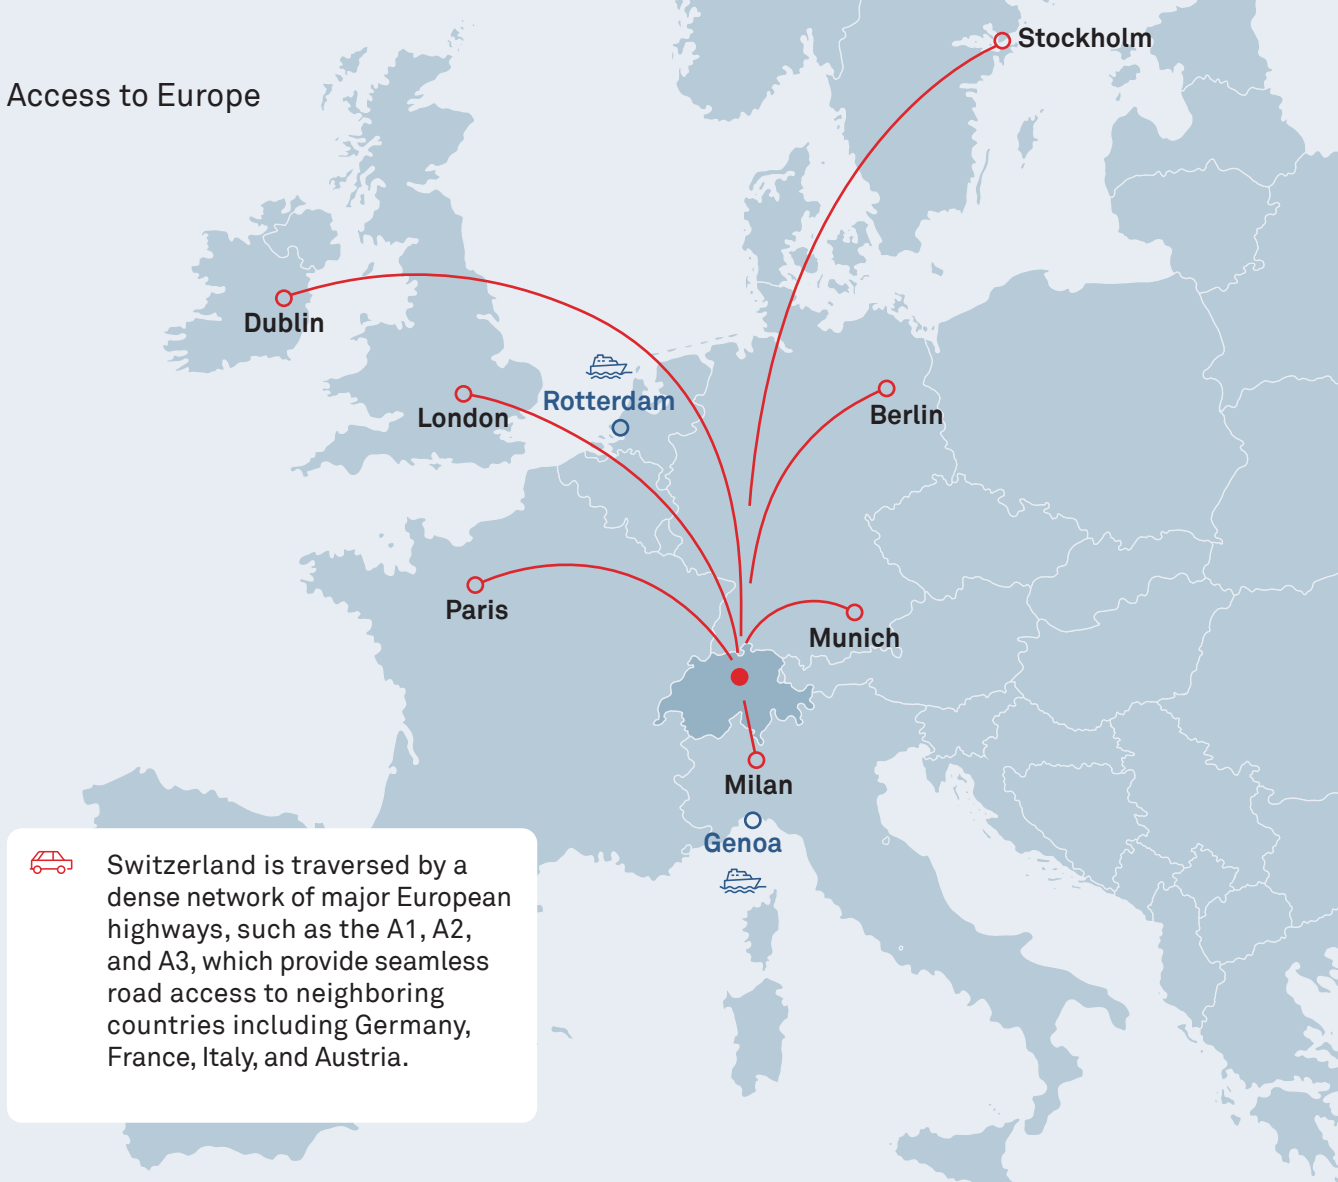 Stockholm
Access to Europe
Dublin
Rotterdam
London
Berlin
Paris
Munich
Milan
Genoa
Switzerland is traversed by a
dense network of major European
highways, such as the A1, A2,
and A3, which provide seamless
road access to neighboring
countries including Germany,
France, Italy, and Austria.